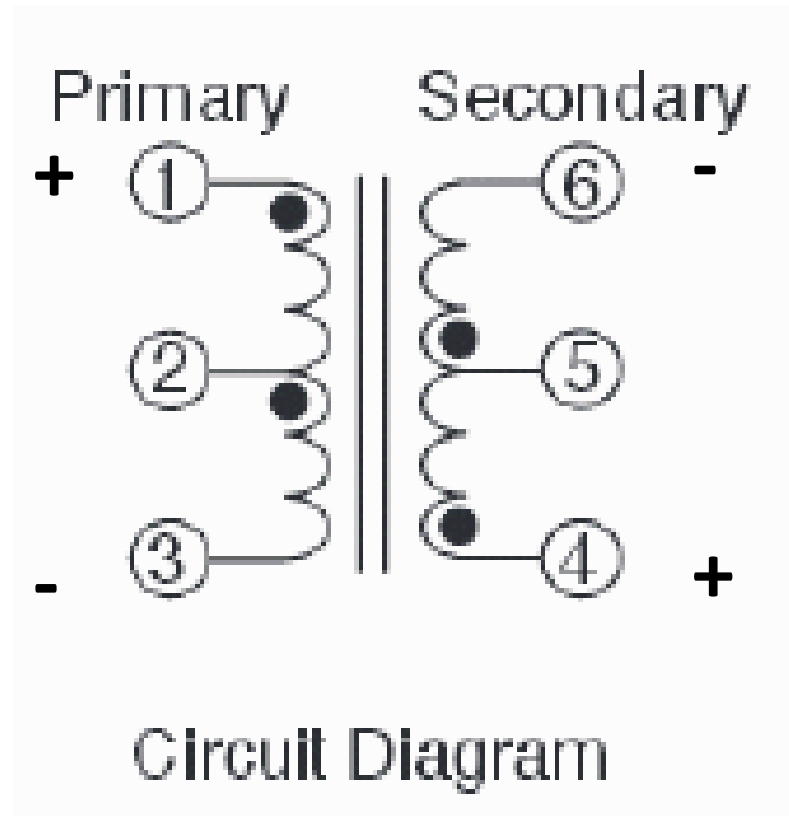 Primary Secondary
+ 1 6 -
2 5
- 3 4 +
Circuit Diagram